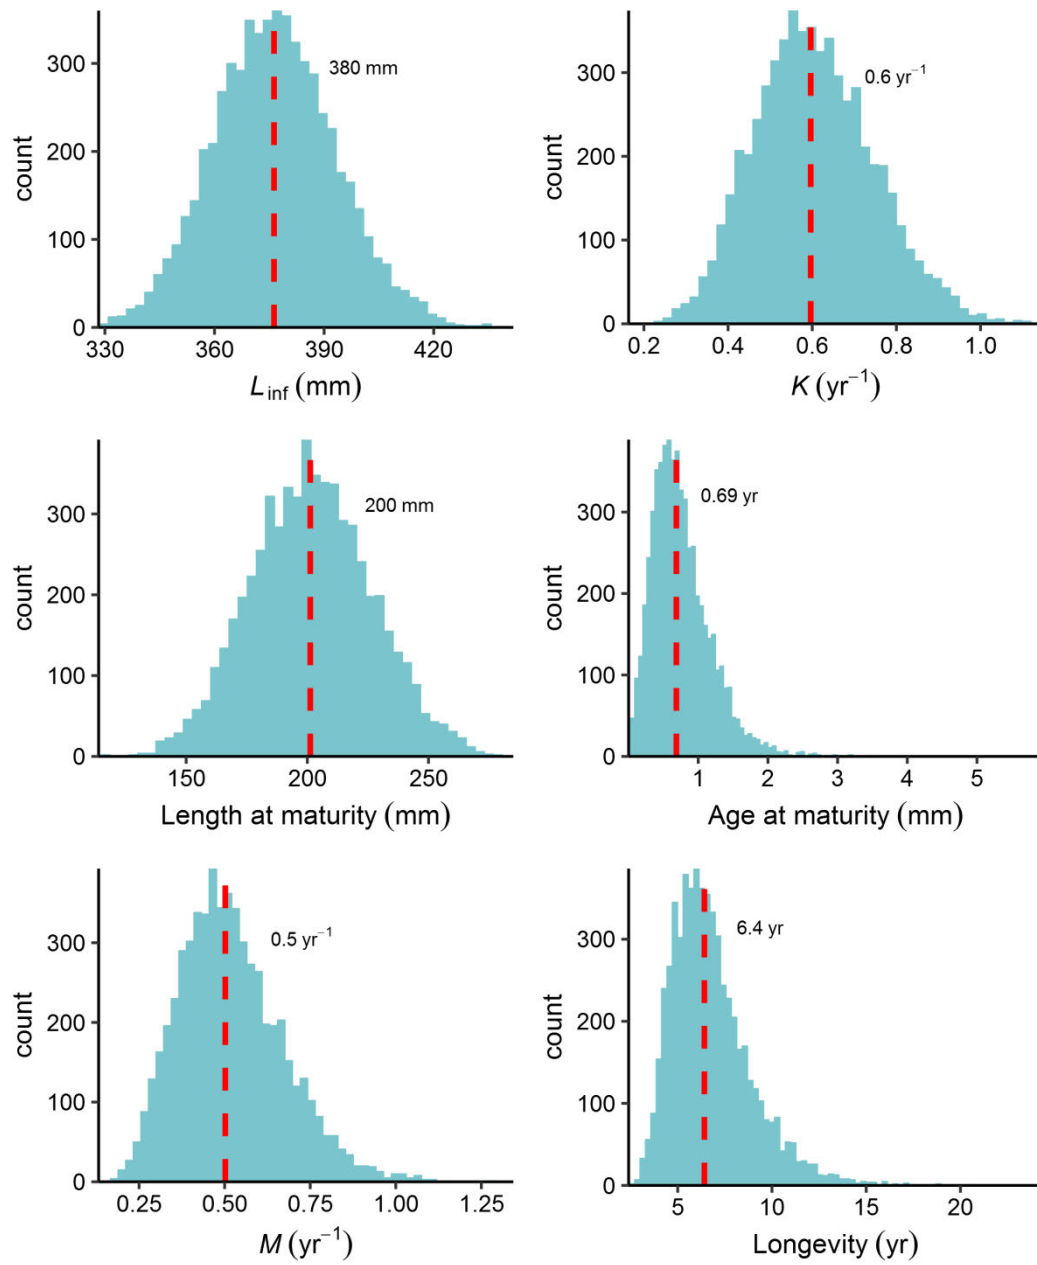 380 mm
count
300
200
100
0
330 360 390 420
L_inf (mm)
0.6 yr⁻¹
count
300
200
100
0
0.2 0.4 0.6 0.8 1.0
K (yr⁻¹)
200 mm
count
300
200
100
0
150 200 250
Length at maturity (mm)
0.69 yr
count
300
200
100
0
1 2 3 4 5
Age at maturity (mm)
0.5 yr⁻¹
count
300
200
100
0
0.25 0.50 0.75 1.00 1.25
M (yr⁻¹)
6.4 yr
count
300
200
100
0
5 10 15 20
Longevity (yr)